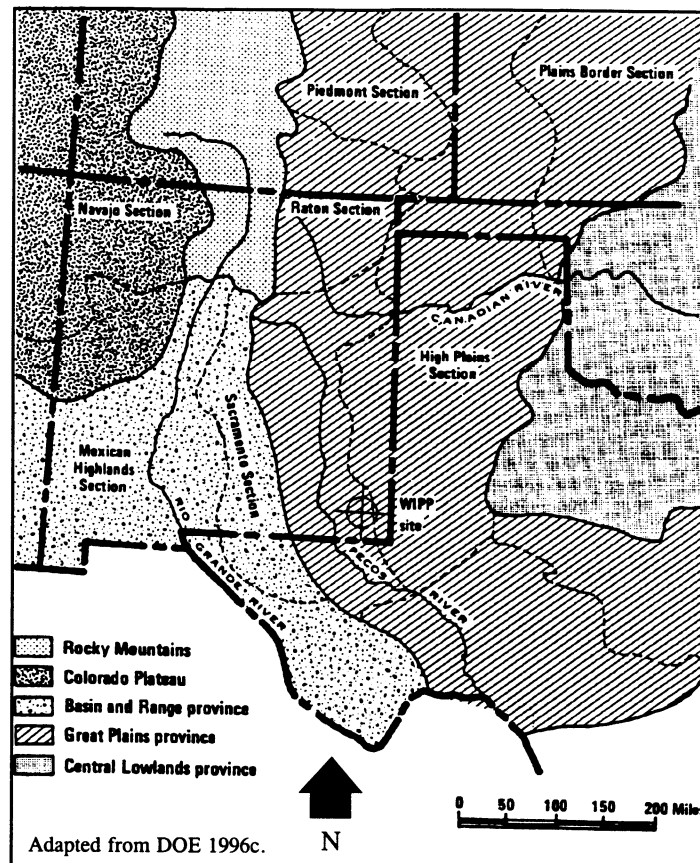 Piedmont Section
Plains Border Section
Navajo Section
Raton Section
CANADIAN RIVER
High Plains
Section
Sacramento Section
Mexican
Highlands
Section
WIPP
site
RIO
GRANDE RIVER
PECOS
RIVER
Rocky Mountains
Colorado Plateau
Basin and Range province
Great Plains province
Central Lowlands province
0 50 100 150 200 Miles
Adapted from DOE 1996c.
N